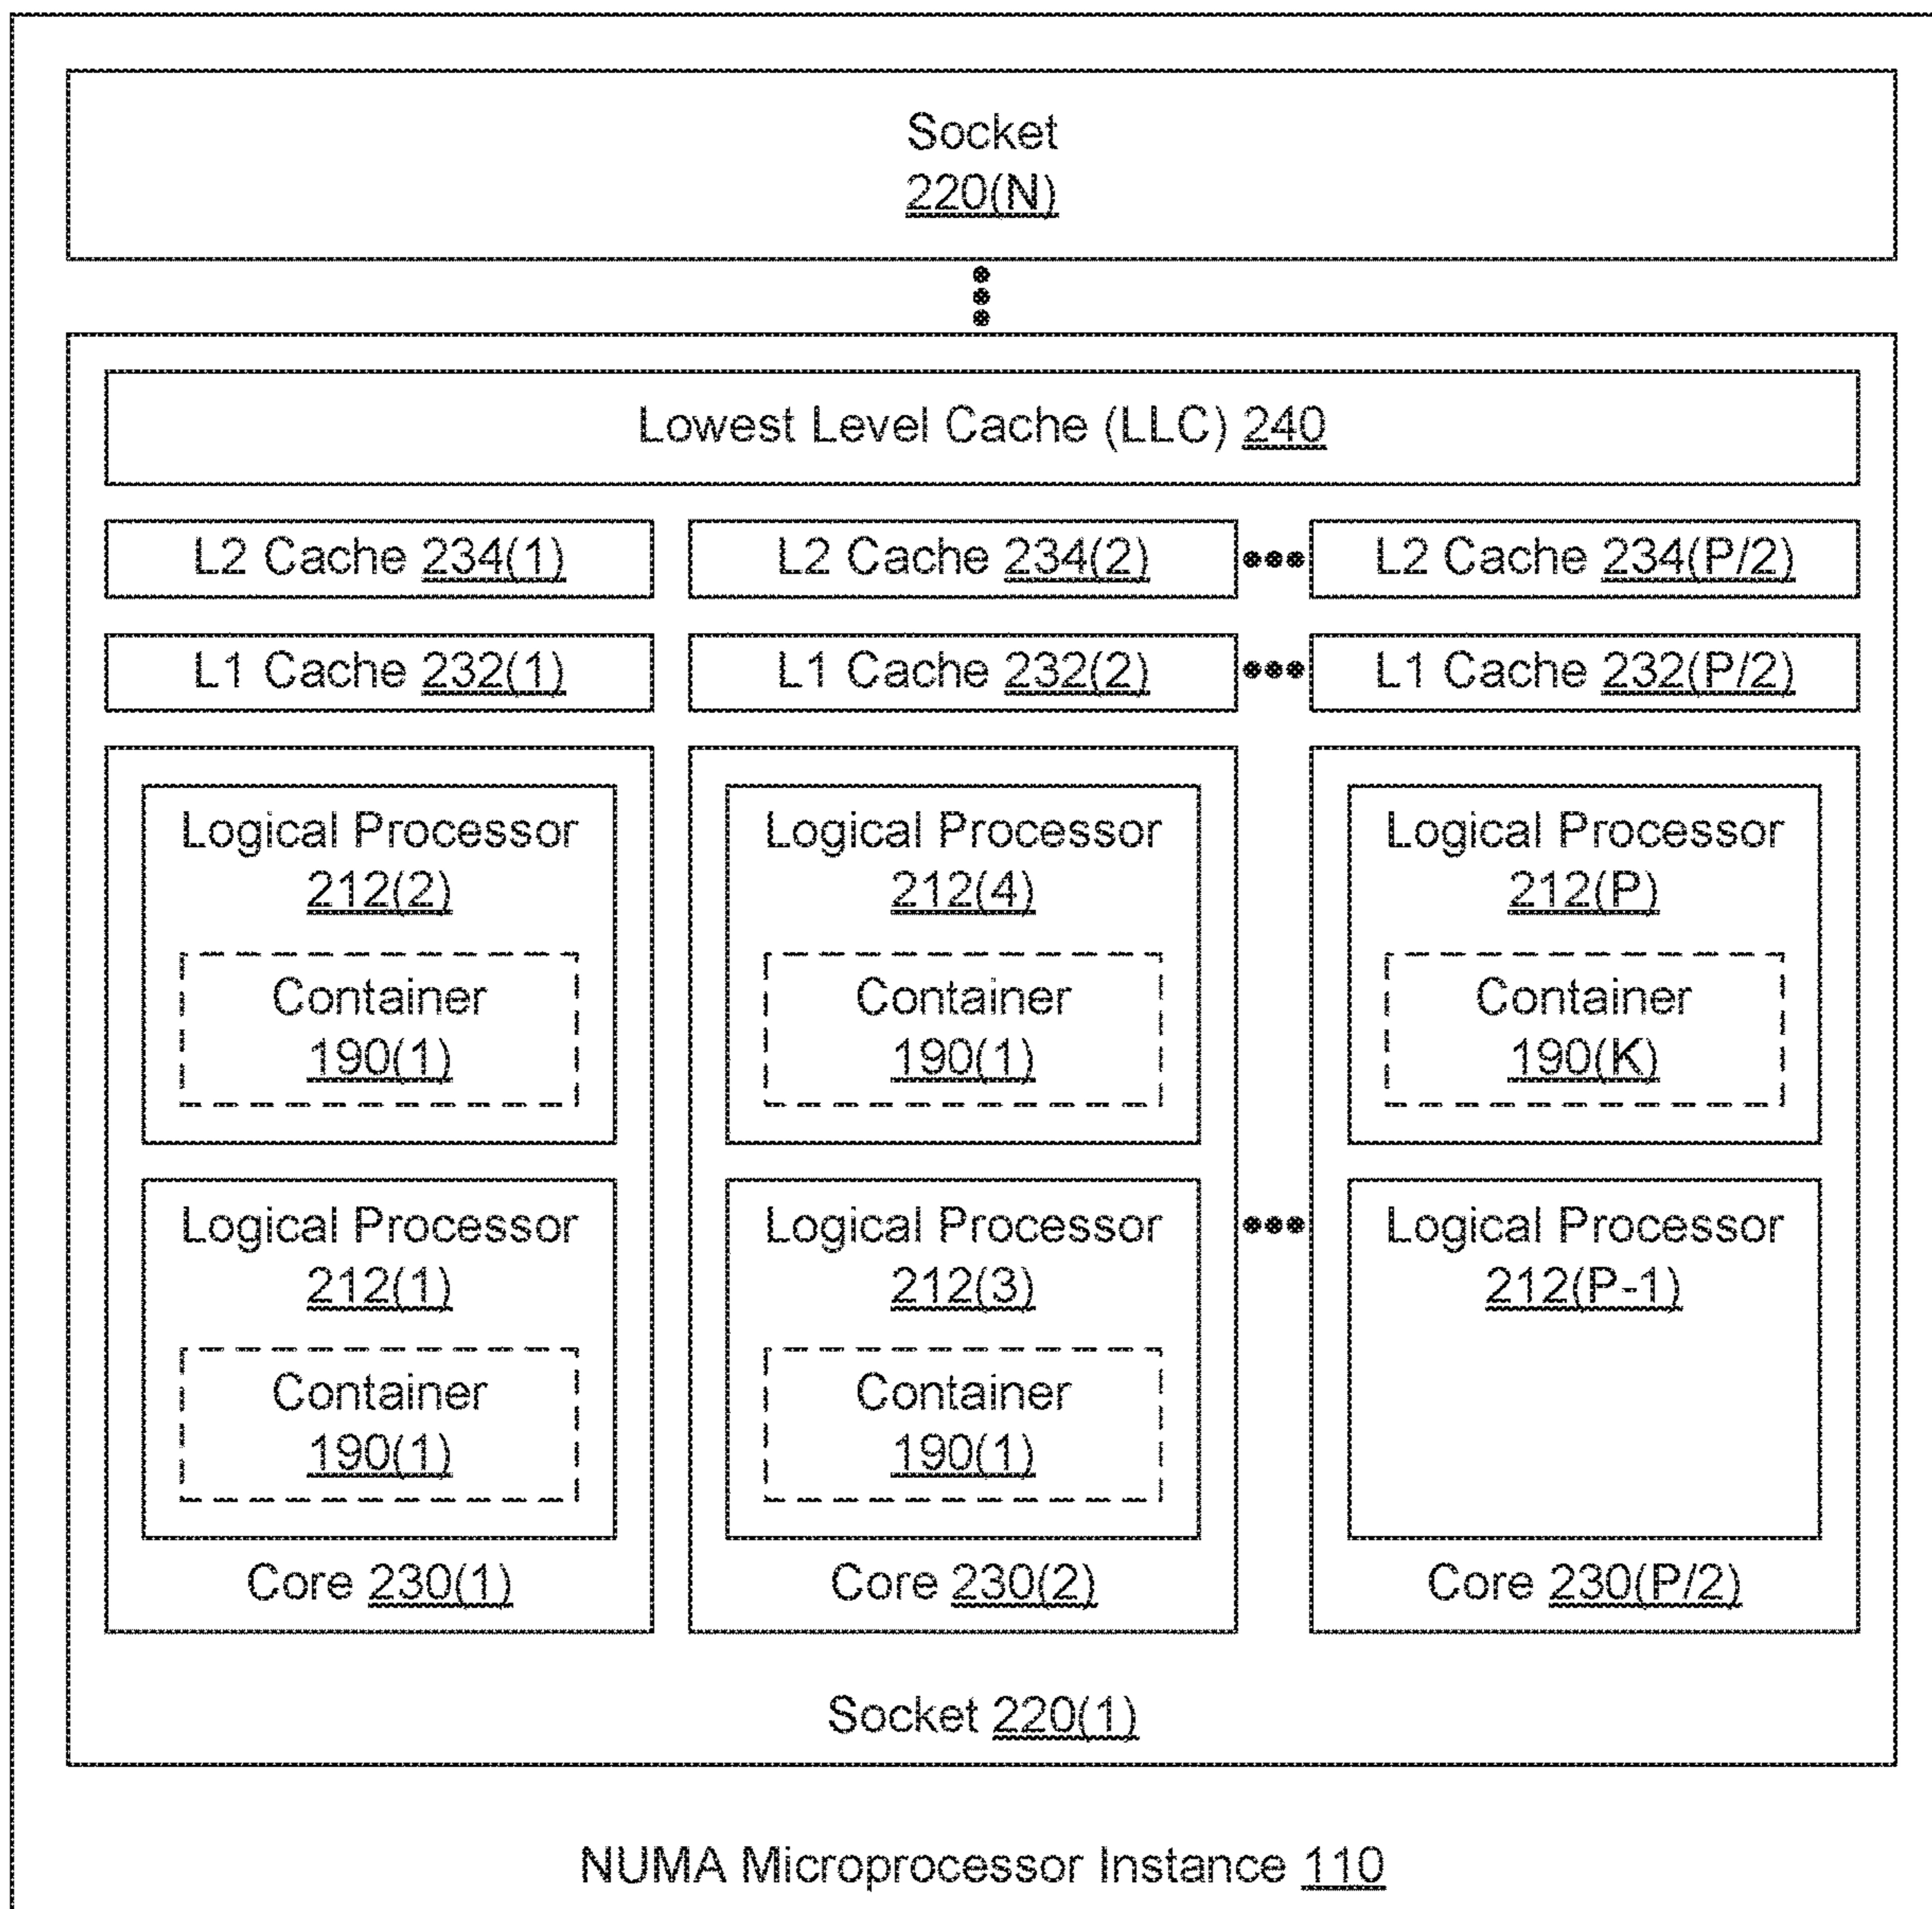 Socket
220(N)
Lowest Level Cache (LLC) 240
L2 Cache 234(1)
L2 Cache 234(2)
L2 Cache 234(P/2)
L1 Cache 232(1)
L1 Cache 232(2)
L1 Cache 232(P/2)
Logical Processor
212(2)
Container
190(1)
Logical Processor
212(1)
Container
190(1)
Core 230(1)
Logical Processor
212(4)
Container
190(1)
Logical Processor
212(3)
Container
190(1)
Core 230(2)
Logical Processor
212(P)
Container
190(K)
Logical Processor
212(P-1)
Core 230(P/2)
Socket 220(1)
NUMA Microprocessor Instance 110